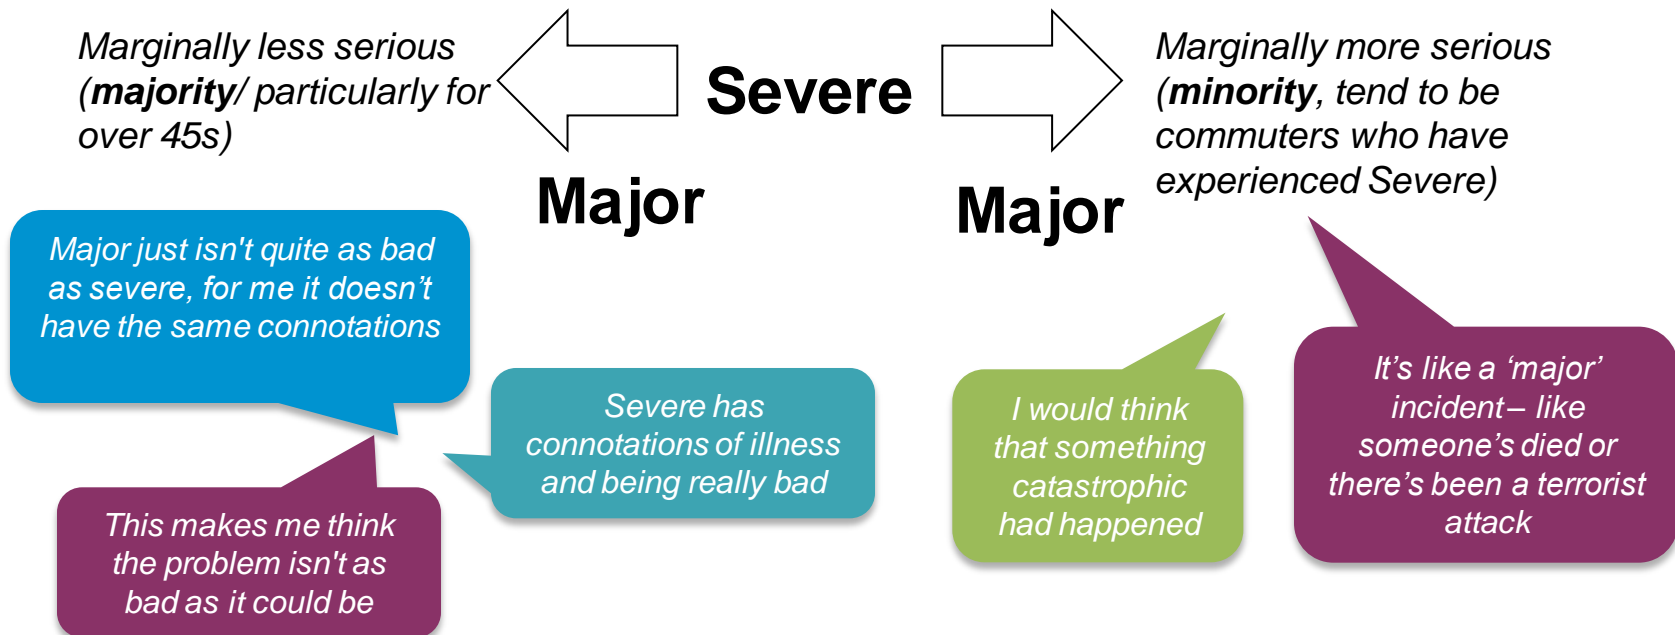 Marginally less serious
(majority/ particularly for
over 45s)
Severe
Marginally more serious
(minority, tend to be
commuters who have
experienced Severe)
Major
Major
Major just isn't quite as bad
as severe, for me it doesn’t
have the same connotations
Severe has
connotations of illness
and being really bad
This makes me think
the problem isn't as
bad as it could be
I would think
that something
catastrophic
had happened
It’s like a ‘major’
incident – like
someone’s died or
there’s been a terrorist
attack